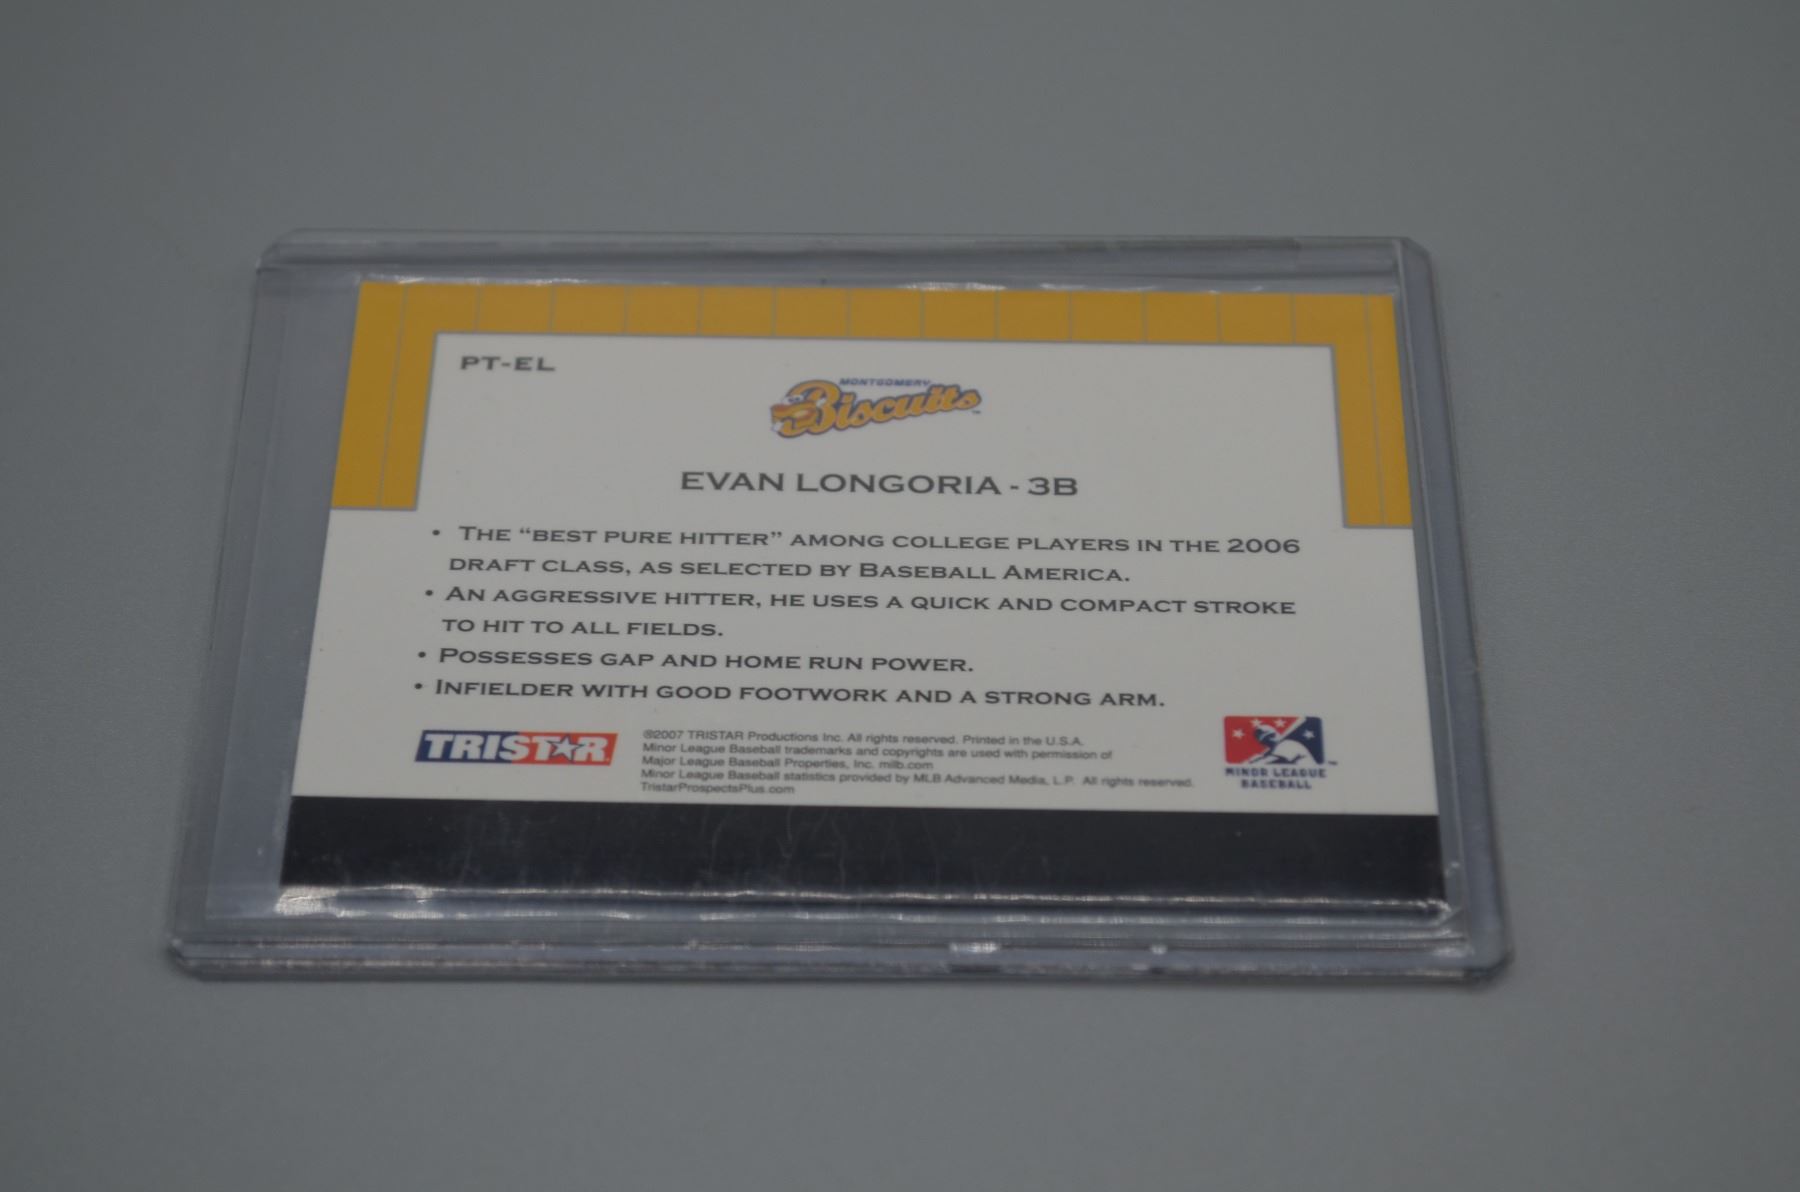 PT-EL
MONTGOMERY
Biscuits™
EVAN LONGORIA - 3B
• THE “BEST PURE HITTER” AMONG COLLEGE PLAYERS IN THE 2006
DRAFT CLASS, AS SELECTED BY BASEBALL AMERICA.
• AN AGGRESSIVE HITTER, HE USES A QUICK AND COMPACT STROKE
TO HIT TO ALL FIELDS.
• POSSESSES GAP AND HOME RUN POWER.
• INFIELDER WITH GOOD FOOTWORK AND A STRONG ARM.
TRISTAR
©2007 TRISTAR Productions Inc. All rights reserved. Printed in the U.S.A.
Minor League Baseball trademarks and copyrights are used with permission of
Major League Baseball Properties, Inc. milb.com
Minor League Baseball statistics provided by MLB Advanced Media, L.P. All rights reserved.
TristarProspectsPlus.com
MINOR LEAGUE™
BASEBALL